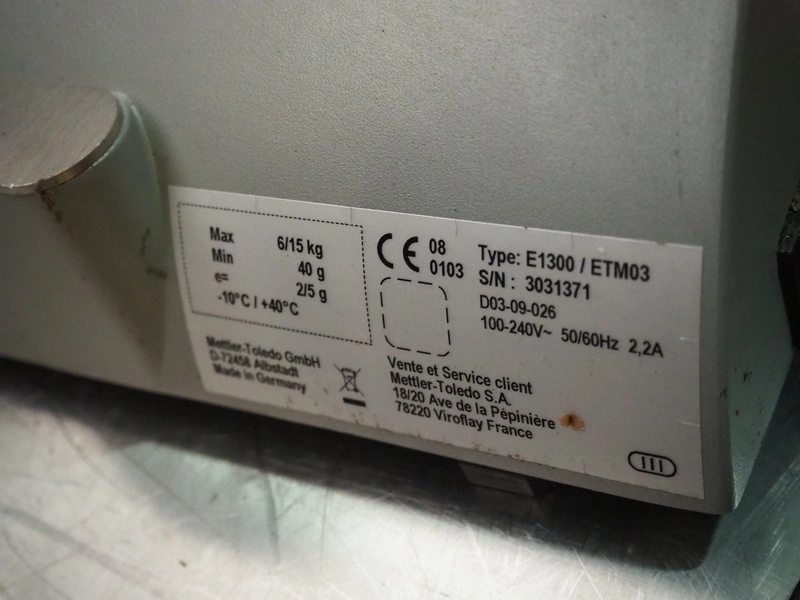 Max 6/15 kg
Min 40 g
e= 2/5 g
-10°C / +40°C
Mettler-Toledo GmbH
D-72458 Albstadt
Made in Germany
CE 08
0103
Type: E1300 / ETM03
S/N : 3031371
D03-09-026
100-240V~ 50/60Hz 2,2A
Vente et Service client
Mettler-Toledo S.A.
18/20 Ave de la Pépinière
78220 Viroflay France
III